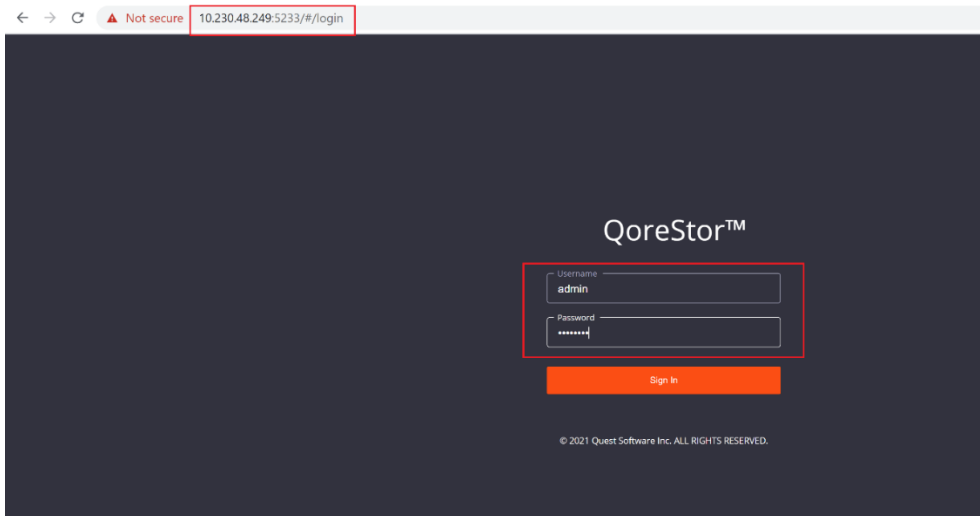 Not secure 10.230.48.249:5233/#/login
QoreStor™
Username
admin
Password
••••••••
Sign In
© 2021 Quest Software Inc. ALL RIGHTS RESERVED.